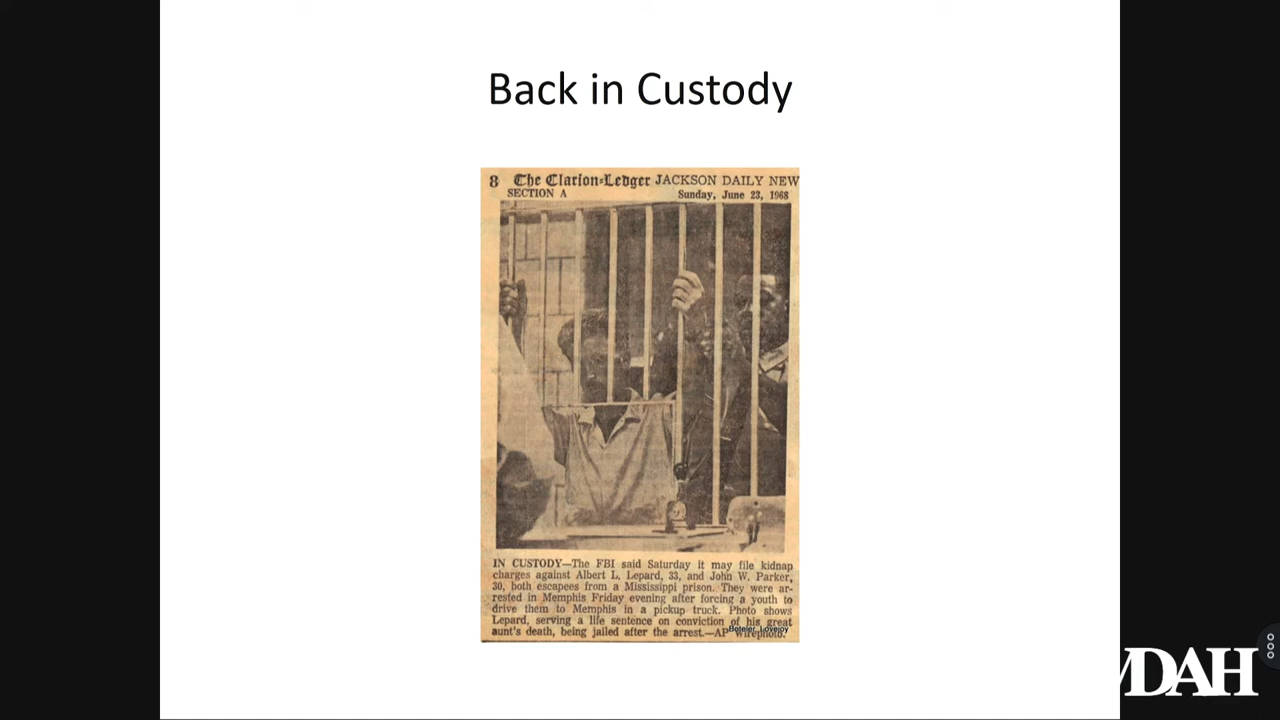 Back in Custody
8 The Clarion-Ledger JACKSON DAILY NEW
SECTION A Sunday, June 23, 1968
IN CUSTODY—The FBI said Saturday it may file kidnap
charges against Albert L. Lepard, 33, and John W. Parker,
30, both escapees from a Mississippi prison. They were ar-
rested in Memphis Friday evening after forcing a youth to
drive them to Memphis in a pickup truck. Photo shows
Lepard, serving a life sentence on conviction of his great
aunt's death, being jailed after the arrest.—AP Wirephoto.
Boteler, Lovejoy
DAH